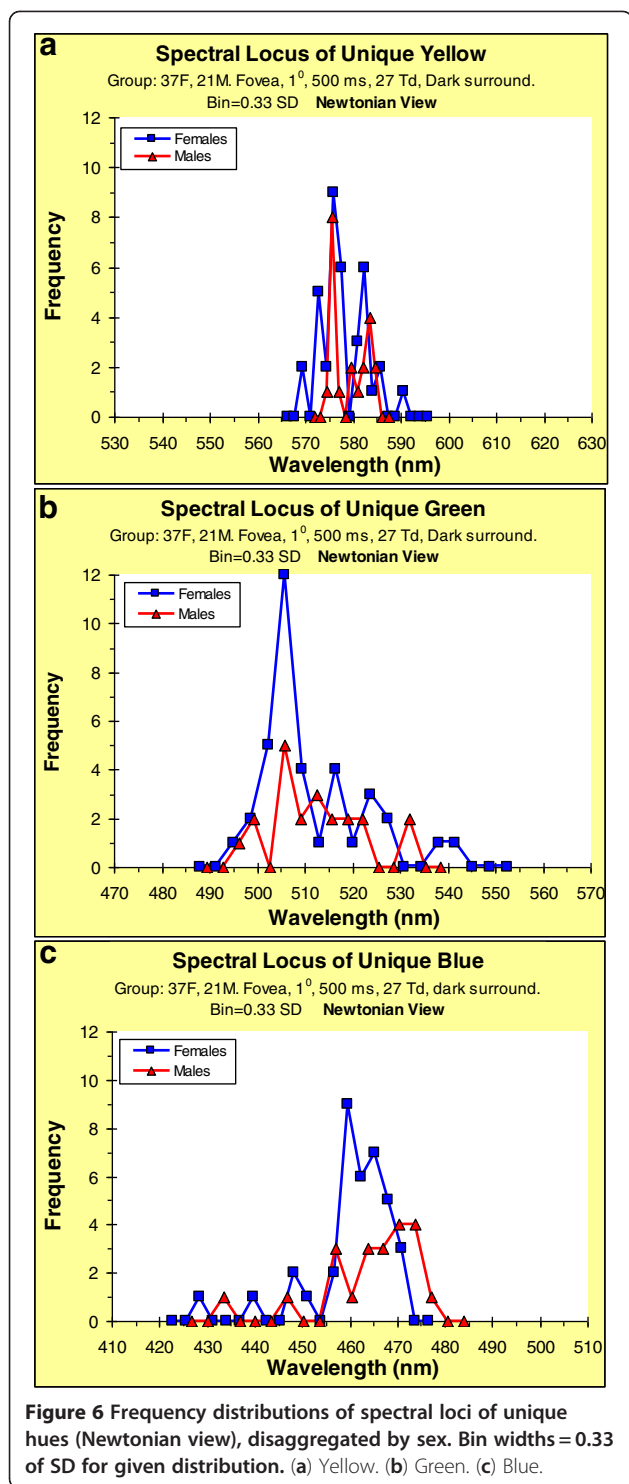 a
Spectral Locus of Unique Yellow
Group: 37F, 21M. Fovea, 1⁰, 500 ms, 27 Td, Dark surround.
Bin=0.33 SD Newtonian View
Females
Males
Frequency
12
10
8
6
4
2
0
530 540 550 560 570 580 590 600 610 620 630
Wavelength (nm)
b
Spectral Locus of Unique Green
Group: 37F, 21M. Fovea, 1⁰, 500 ms, 27 Td, Dark surround.
Bin=0.33 SD Newtonian View
Females
Males
Frequency
12
10
8
6
4
2
0
470 480 490 500 510 520 530 540 550 560 570
Wavelength (nm)
c
Spectral Locus of Unique Blue
Group: 37F, 21M. Fovea, 1⁰, 500 ms, 27 Td, dark surround.
Bin=0.33 SD Newtonian View
Females
Males
Frequency
12
10
8
6
4
2
0
410 420 430 440 450 460 470 480 490 500 510
Wavelength (nm)
Figure 6 Frequency distributions of spectral loci of unique
hues (Newtonian view), disaggregated by sex. Bin widths = 0.33
of SD for given distribution. (a) Yellow. (b) Green. (c) Blue.